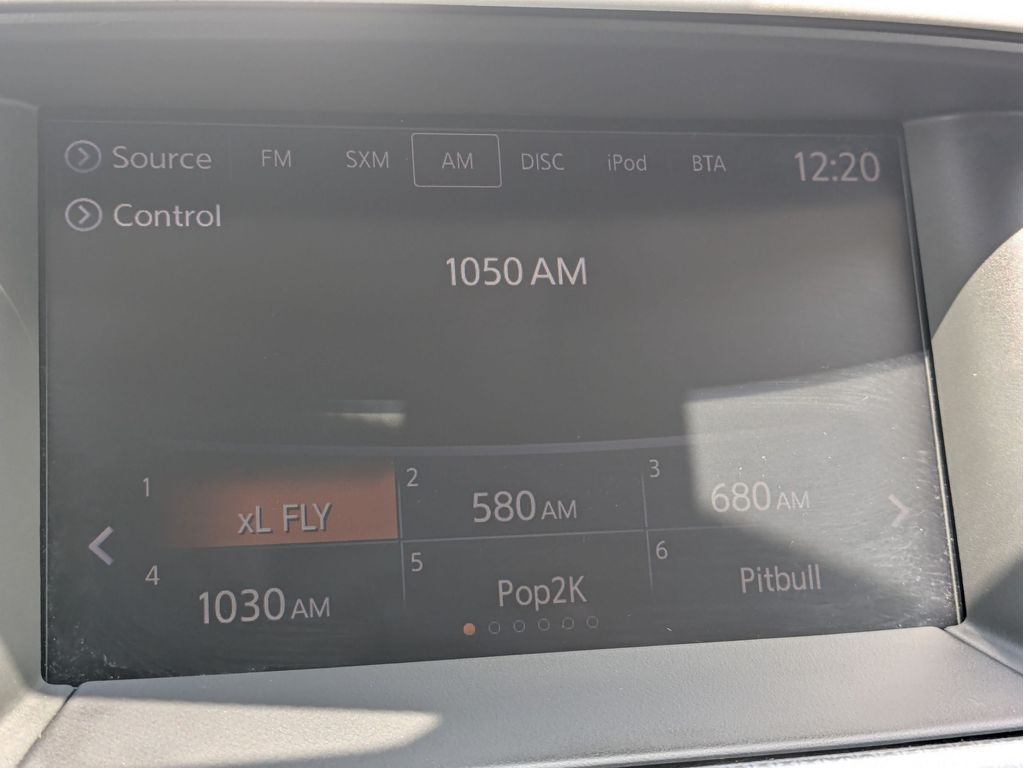 Source FM SXM AM DISC iPod BTA 12:20
Control
1050 AM
1 xL FLY 2 580 AM 3 680 AM
4 1030 AM 5 Pop2K 6 Pitbull